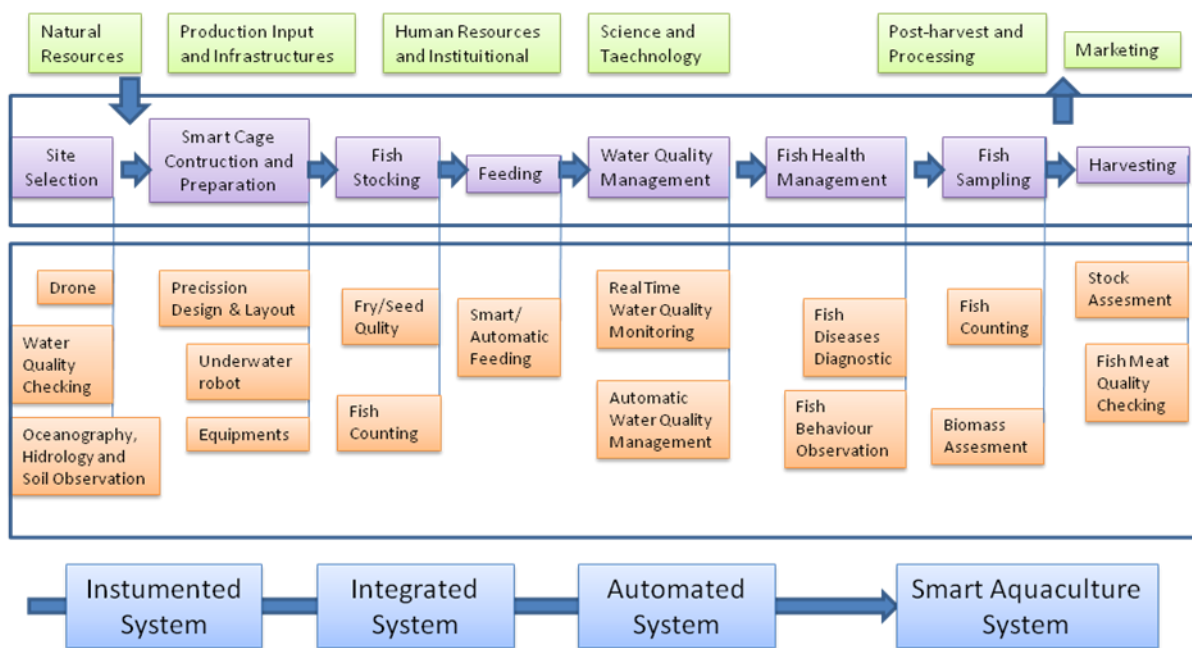 Natural
Resources
Production Input
and Infrastructures
Human Resources
and Instituitional
Science and
Taechnology
Post-harvest and
Processing
Marketing
Site
Selection
Smart Cage
Contruction and
Preparation
Fish
Stocking
Feeding
Water Quality
Management
Fish Health
Management
Fish
Sampling
Harvesting
Drone
Water
Quality
Checking
Oceanography,
Hidrology and
Soil Observation
Precision
Design & Layout
Underwater
robot
Equipments
Fry/Seed
Qulity
Fish
Counting
Smart/
Automatic
Feeding
Real Time
Water Quality
Monitoring
Automatic
Water Quality
Management
Fish
Diseases
Diagnostic
Fish
Behaviour
Observation
Fish
Counting
Biomass
Assesment
Stock
Assesment
Fish Meat
Quality
Checking
Instumented
System
Integrated
System
Automated
System
Smart Aquaculture
System